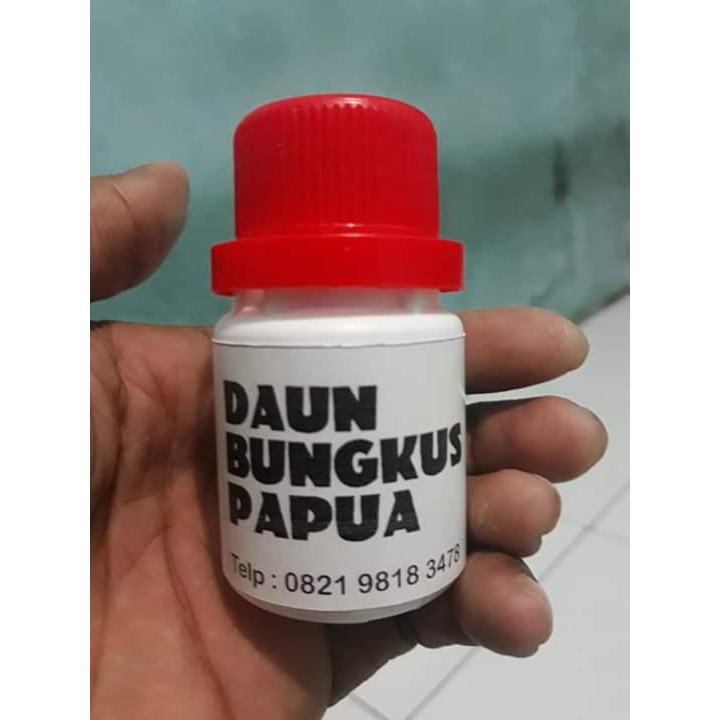 DAUN
BUNGKUS
PAPUA
Telp : 0821 9818 3478